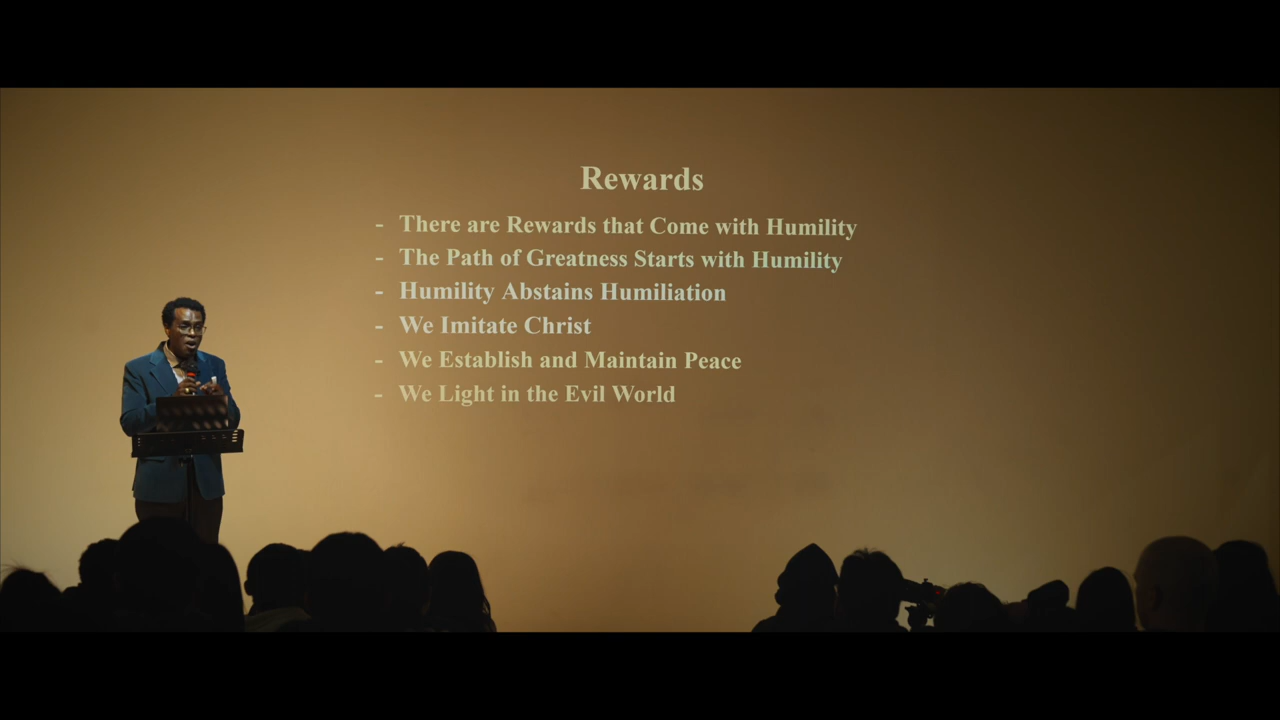 Rewards
- There are Rewards that Come with Humility
- The Path of Greatness Starts with Humility
- Humility Abstains Humiliation
- We Imitate Christ
- We Establish and Maintain Peace
- We Light in the Evil World